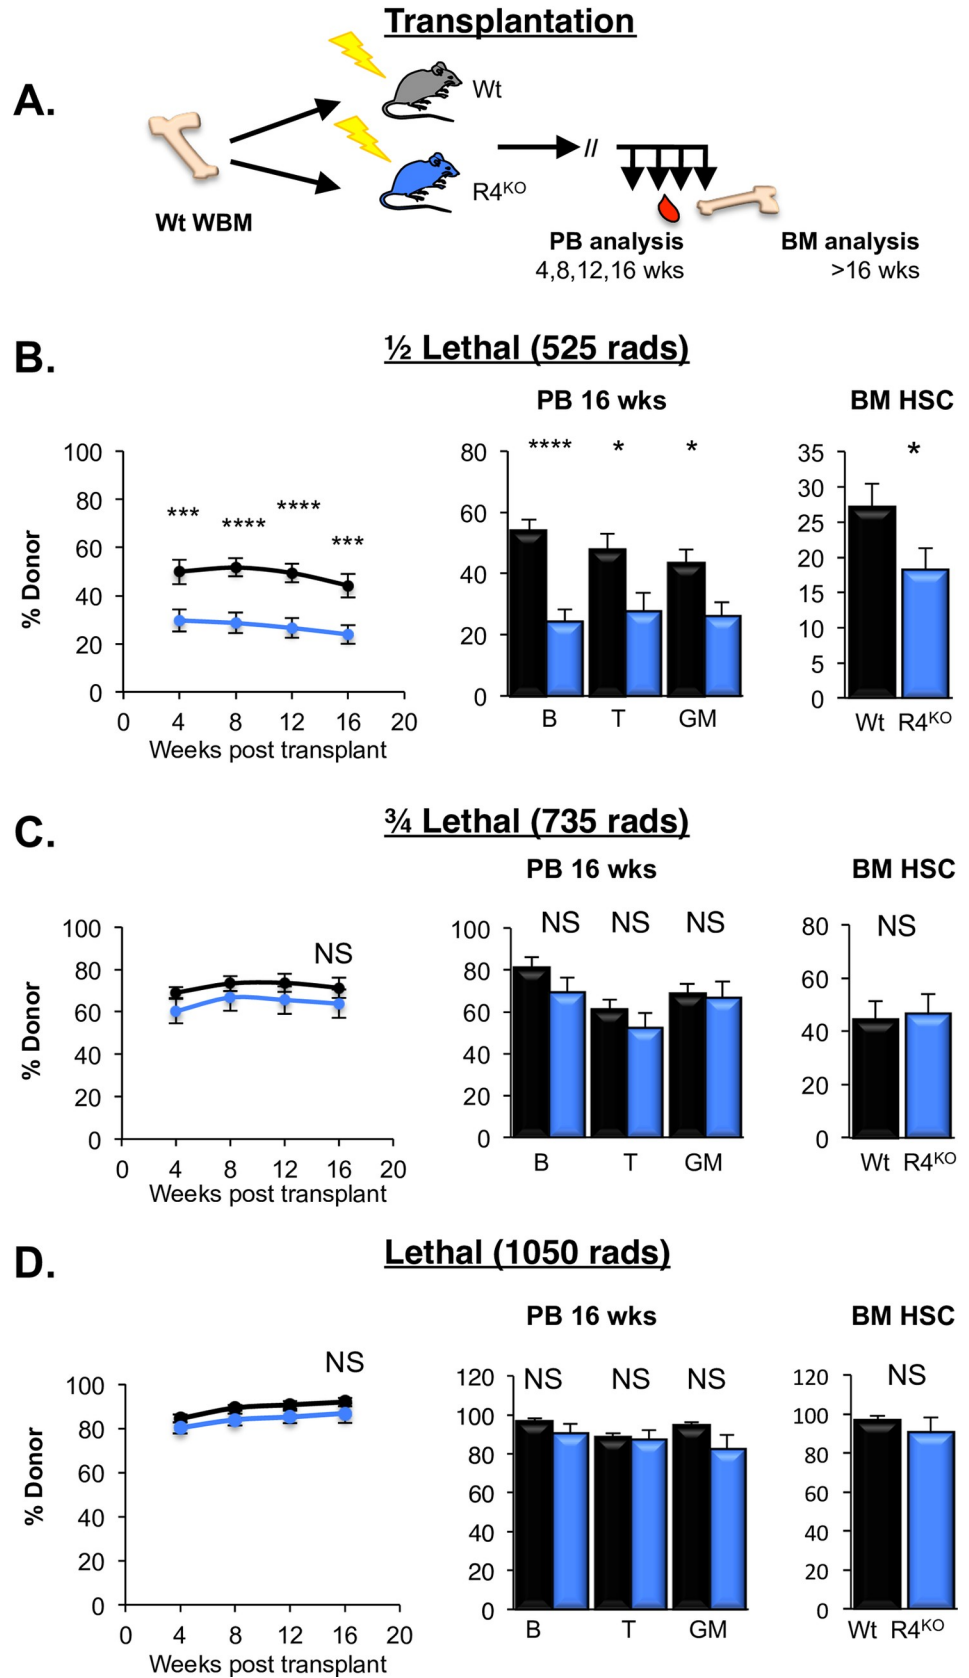 Transplantation
A.
Wt
R4KO
//
Wt WBM
PB analysis
4,8,12,16 wks
BM analysis
>16 wks
B.
½ Lethal (525 rads)
PB 16 wks
BM HSC
% Donor
100
80
60
40
20
0
***
****
****
***
0 4 8 12 16 20
Weeks post transplant
80
60
40
20
0
**** * *
B T GM
35
30
25
20
15
10
5
0
*
Wt R4KO
C.
¾ Lethal (735 rads)
PB 16 wks
BM HSC
% Donor
100
80
60
40
20
0
NS
0 4 8 12 16 20
Weeks post transplant
100
80
60
40
20
0
NS NS NS
B T GM
80
60
40
20
0
NS
Wt R4KO
D.
Lethal (1050 rads)
PB 16 wks
BM HSC
% Donor
100
80
60
40
20
0
NS
0 4 8 12 16 20
Weeks post transplant
120
100
80
60
40
20
0
NS NS NS
B T GM
120
100
80
60
40
20
0
NS
Wt R4KO